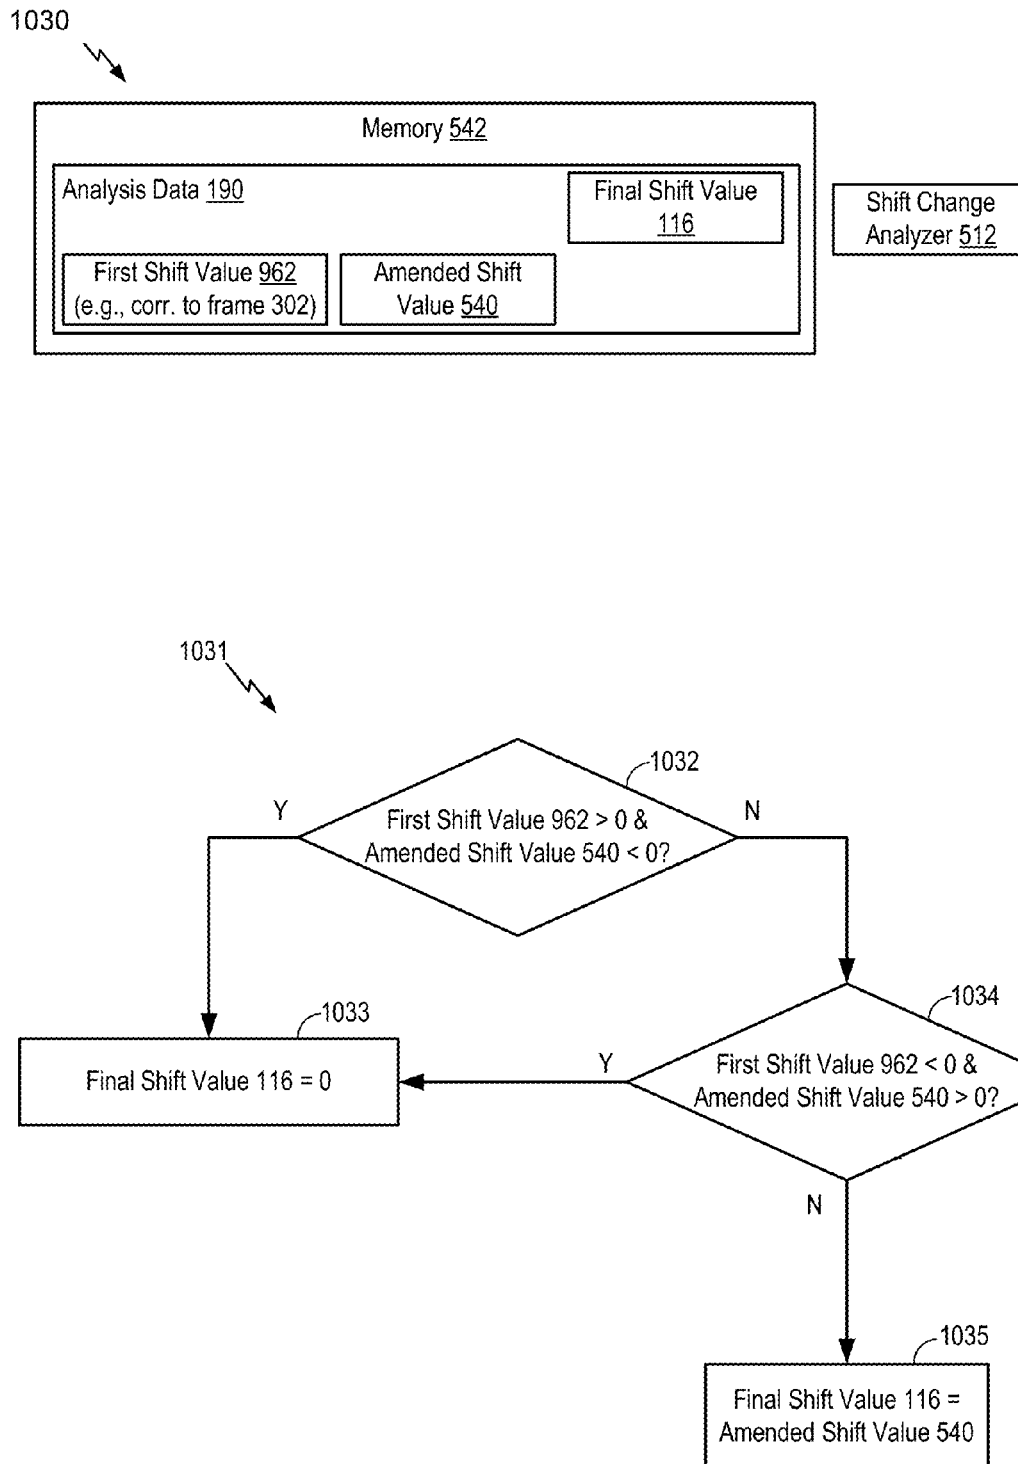 1030
Memory 542
Analysis Data 190
Final Shift Value
116
Shift Change
Analyzer 512
First Shift Value 962
(e.g., corr. to frame 302)
Amended Shift
Value 540
1031
1032
Y
N
First Shift Value 962 > 0 &
Amended Shift Value 540 < 0?
1033
1034
Final Shift Value 116 = 0
Y
First Shift Value 962 < 0 &
Amended Shift Value 540 > 0?
N
1035
Final Shift Value 116 =
Amended Shift Value 540